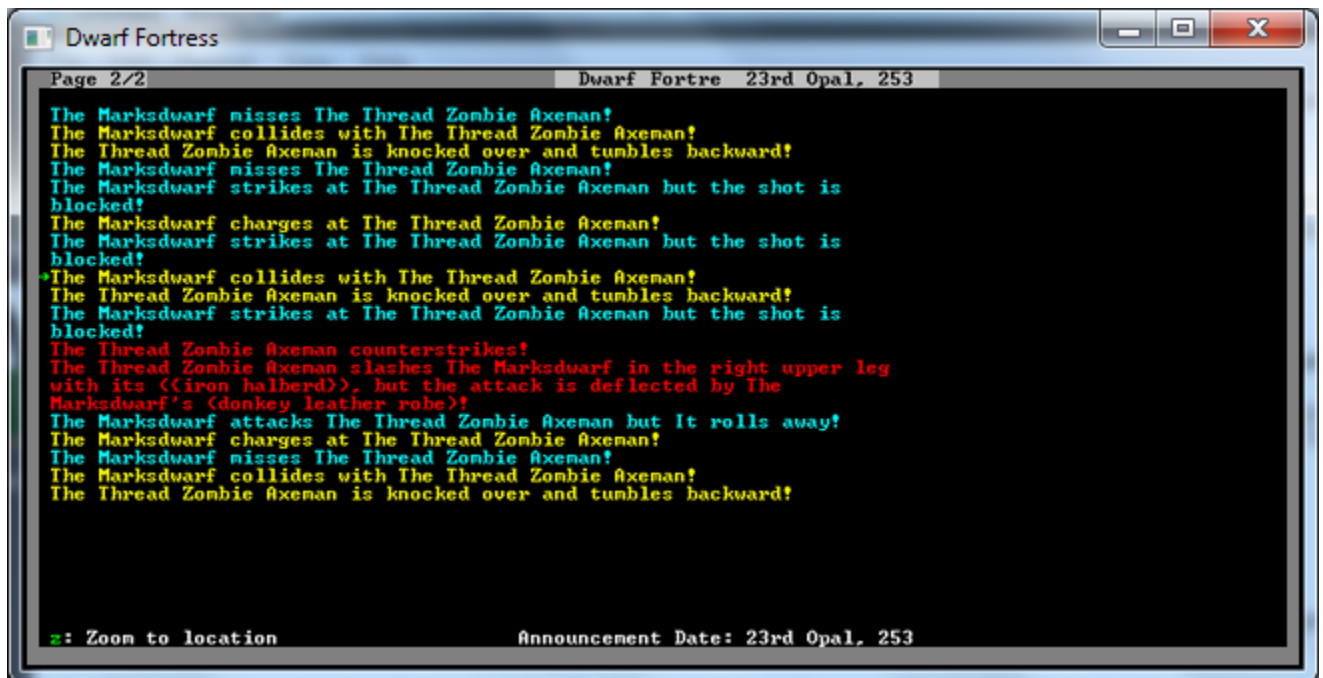 Dwarf Fortress
Page 2/2 Dwarf Fortre 23rd Opal, 253
The Marksdwarf misses The Thread Zombie Axeman!
The Marksdwarf collides with The Thread Zombie Axeman!
The Thread Zombie Axeman is knocked over and tumbles backward!
The Marksdwarf misses The Thread Zombie Axeman!
The Marksdwarf strikes at The Thread Zombie Axeman but the shot is
blocked!
The Marksdwarf charges at The Thread Zombie Axeman!
The Marksdwarf strikes at The Thread Zombie Axeman but the shot is
blocked!
The Marksdwarf collides with The Thread Zombie Axeman!
The Thread Zombie Axeman is knocked over and tumbles backward!
The Marksdwarf strikes at The Thread Zombie Axeman but the shot is
blocked!
The Thread Zombie Axeman counterstrikes!
The Thread Zombie Axeman slashes The Marksdwarf in the right upper leg
with its ((iron halberd)), but the attack is deflected by The
Marksdwarf's (donkey leather robe)!
The Marksdwarf attacks The Thread Zombie Axeman but It rolls away!
The Marksdwarf charges at The Thread Zombie Axeman!
The Marksdwarf misses The Thread Zombie Axeman!
The Marksdwarf collides with The Thread Zombie Axeman!
The Thread Zombie Axeman is knocked over and tumbles backward!
z: Zoom to location Announcement Date: 23rd Opal, 253